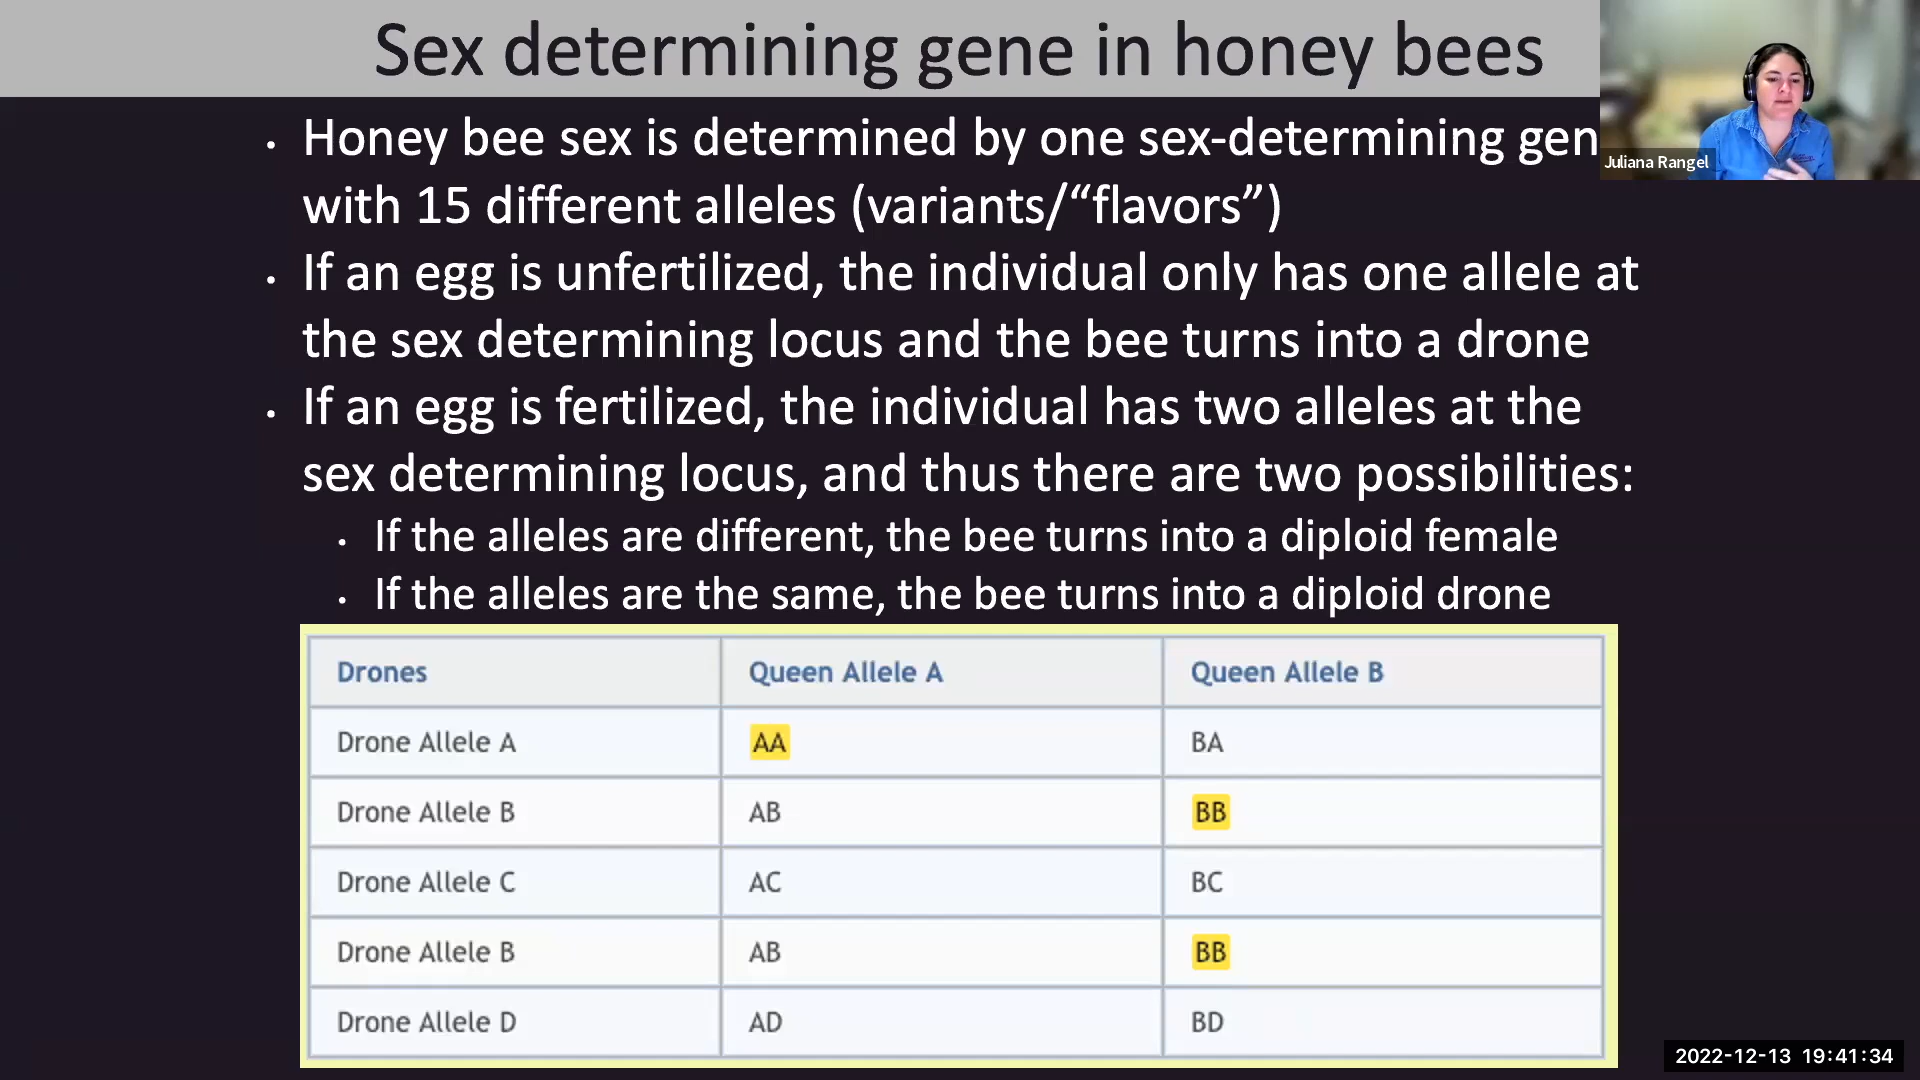 Sex determining gene in honey bees
Juliana Rangel
• Honey bee sex is determined by one sex-determining gen
with 15 different alleles (variants/“flavors”)
• If an egg is unfertilized, the individual only has one allele at
the sex determining locus and the bee turns into a drone
• If an egg is fertilized, the individual has two alleles at the
sex determining locus, and thus there are two possibilities:
• If the alleles are different, the bee turns into a diploid female
• If the alleles are the same, the bee turns into a diploid drone
Drones Queen Allele A Queen Allele B
Drone Allele A AA BA
Drone Allele B AB BB
Drone Allele C AC BC
Drone Allele B AB BB
Drone Allele D AD BD
2022-12-13 19:41:34